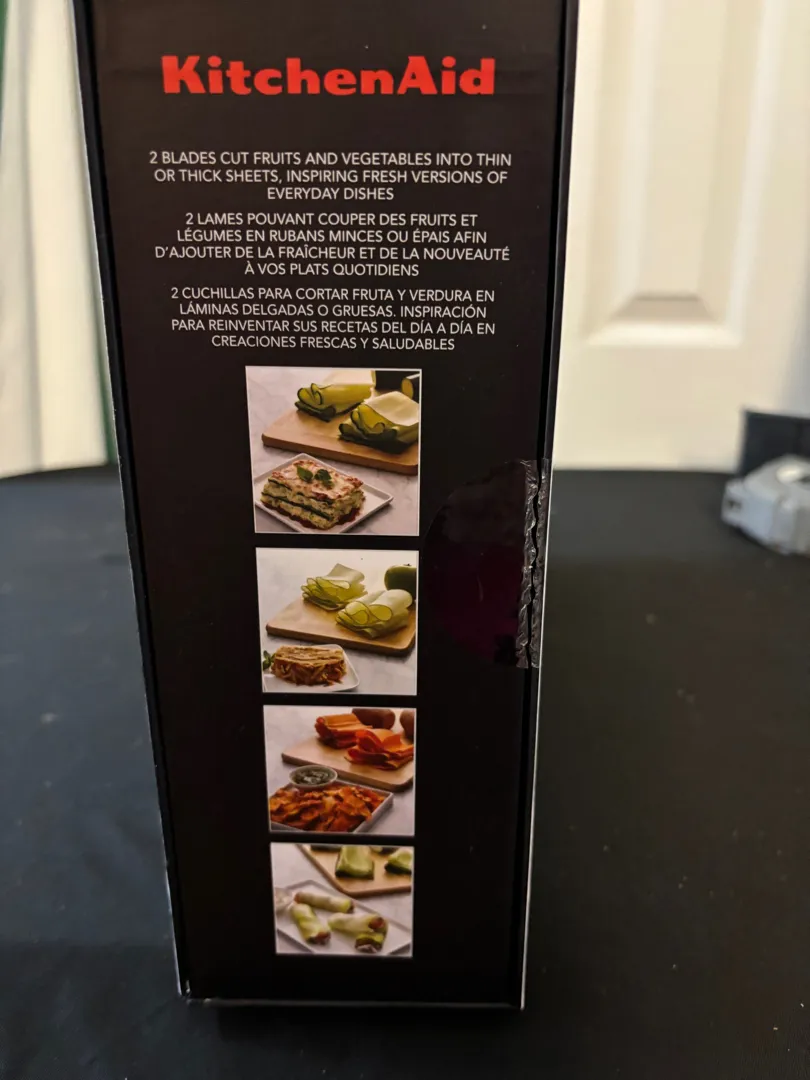 KitchenAid
2 BLADES CUT FRUITS AND VEGETABLES INTO THIN
OR THICK SHEETS, INSPIRING FRESH VERSIONS OF
EVERYDAY DISHES
2 LAMES POUVANT COUPER DES FRUITS ET
LÉGUMES EN RUBANS MINCES OU ÉPAIS AFIN
D'AJOUTER DE LA FRAÎCHEUR ET DE LA NOUVEAUTÉ
À VOS PLATS QUOTIDIENS
2 CUCHILLAS PARA CORTAR FRUTA Y VERDURA EN
LÁMINAS DELGADAS O GRUESAS. INSPIRACIÓN
PARA REINVENTAR SUS RECETAS DEL DÍA A DÍA EN
CREACIONES FRESCAS Y SALUDABLES